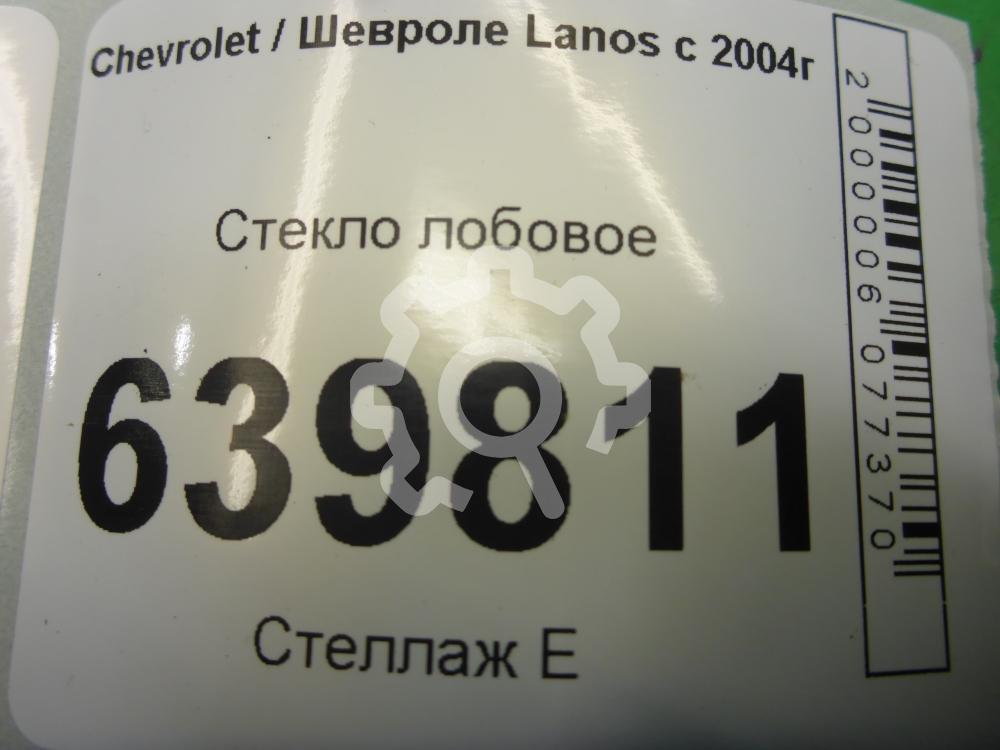 Chevrolet / Шевроле Lanos с 2004г
Стекло лобовое
639811
Стеллаж Е
2000006077370